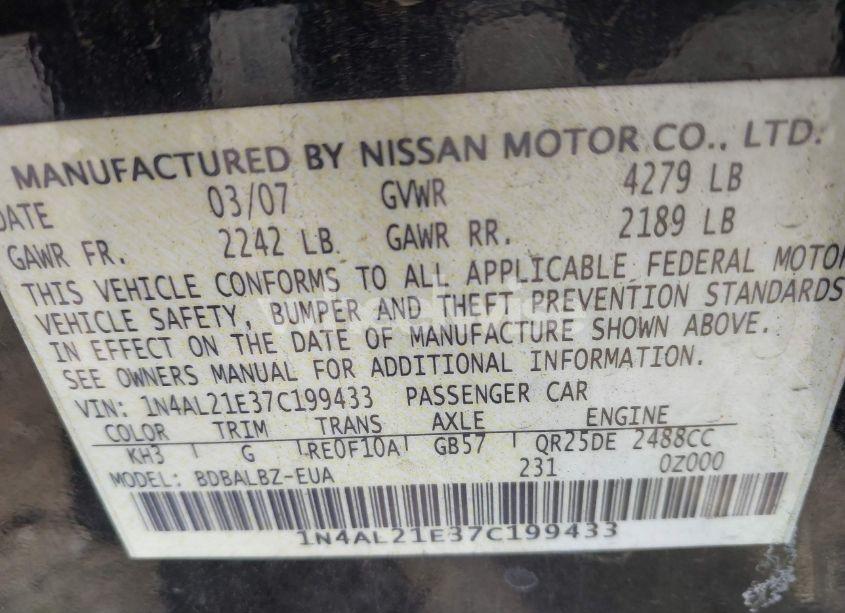 MANUFACTURED BY NISSAN MOTOR CO., LTD.
DATE 03/07 GVWR 4279 LB
GAWR FR. 2242 LB. GAWR RR. 2189 LB
THIS VEHICLE CONFORMS TO ALL APPLICABLE FEDERAL MOTOR
VEHICLE SAFETY, BUMPER AND THEFT PREVENTION STANDARDS
IN EFFECT ON THE DATE OF MANUFACTURE SHOWN ABOVE.
SEE OWNERS MANUAL FOR ADDITIONAL INFORMATION.
VIN: 1N4AL21E37C199433 PASSENGER CAR
COLOR TRIM TRANS AXLE ENGINE
KH3 G RE0F10A GB57 QR25DE 2488CC
MODEL: BDBALBZ-EUA 231 0Z000
1N4AL21E37C199433